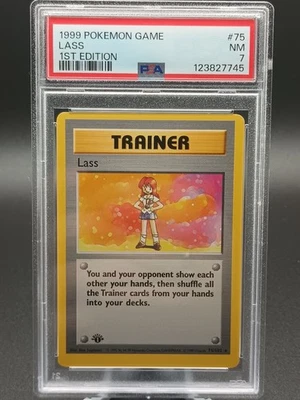 1999 POKEMON GAME #75
LASS NM
1ST EDITION 7
PSA 123827745
TRAINER
Lass
You and your opponent show each
other your hands, then shuffle all
the Trainer cards from your hands
into your decks.